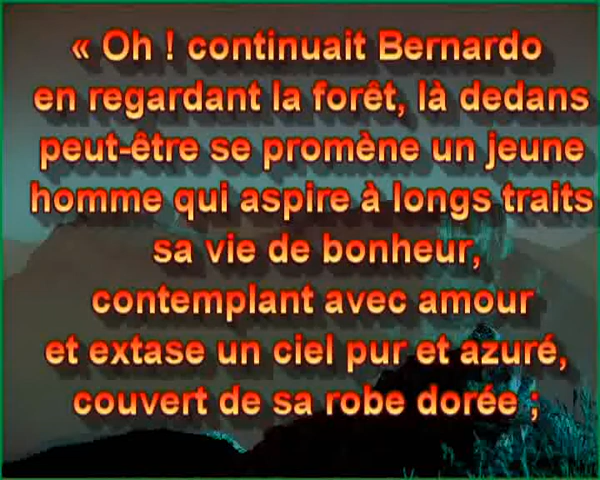 « Oh ! continuait Bernardo
en regardant la forêt, là dedans
peut-être se promène un jeune
homme qui aspire à longs traits
sa vie de bonheur,
contemplant avec amour
et extase un ciel pur et azuré,
couvert de sa robe dorée ;